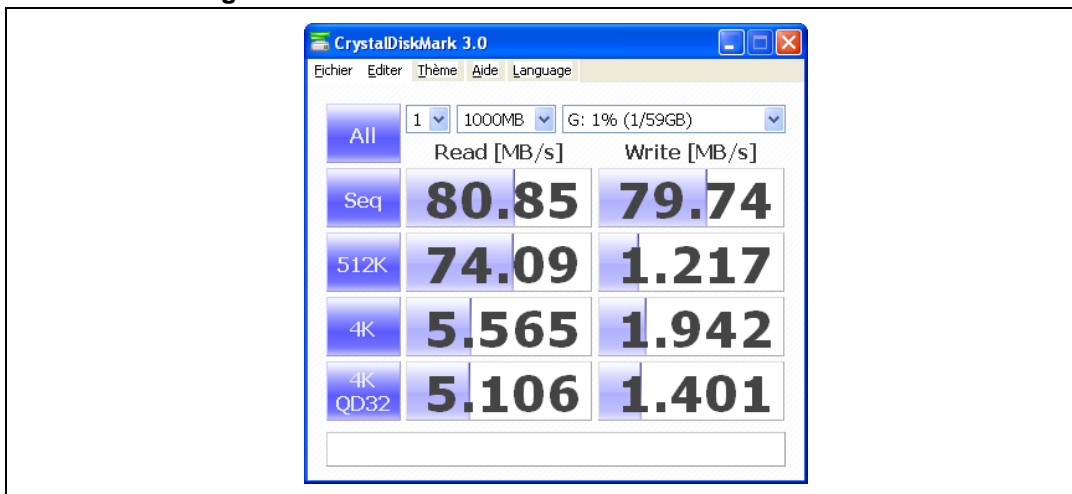 CrystalDiskMark 3.0
Fichier Editer Thème Aide Language
All 1 1000MB G: 1% (1/59GB)
Read [MB/s] Write [MB/s]
Seq 80.85 79.74
512K 74.09 1.217
4K 5.565 1.942
4K QD32 5.106 1.401